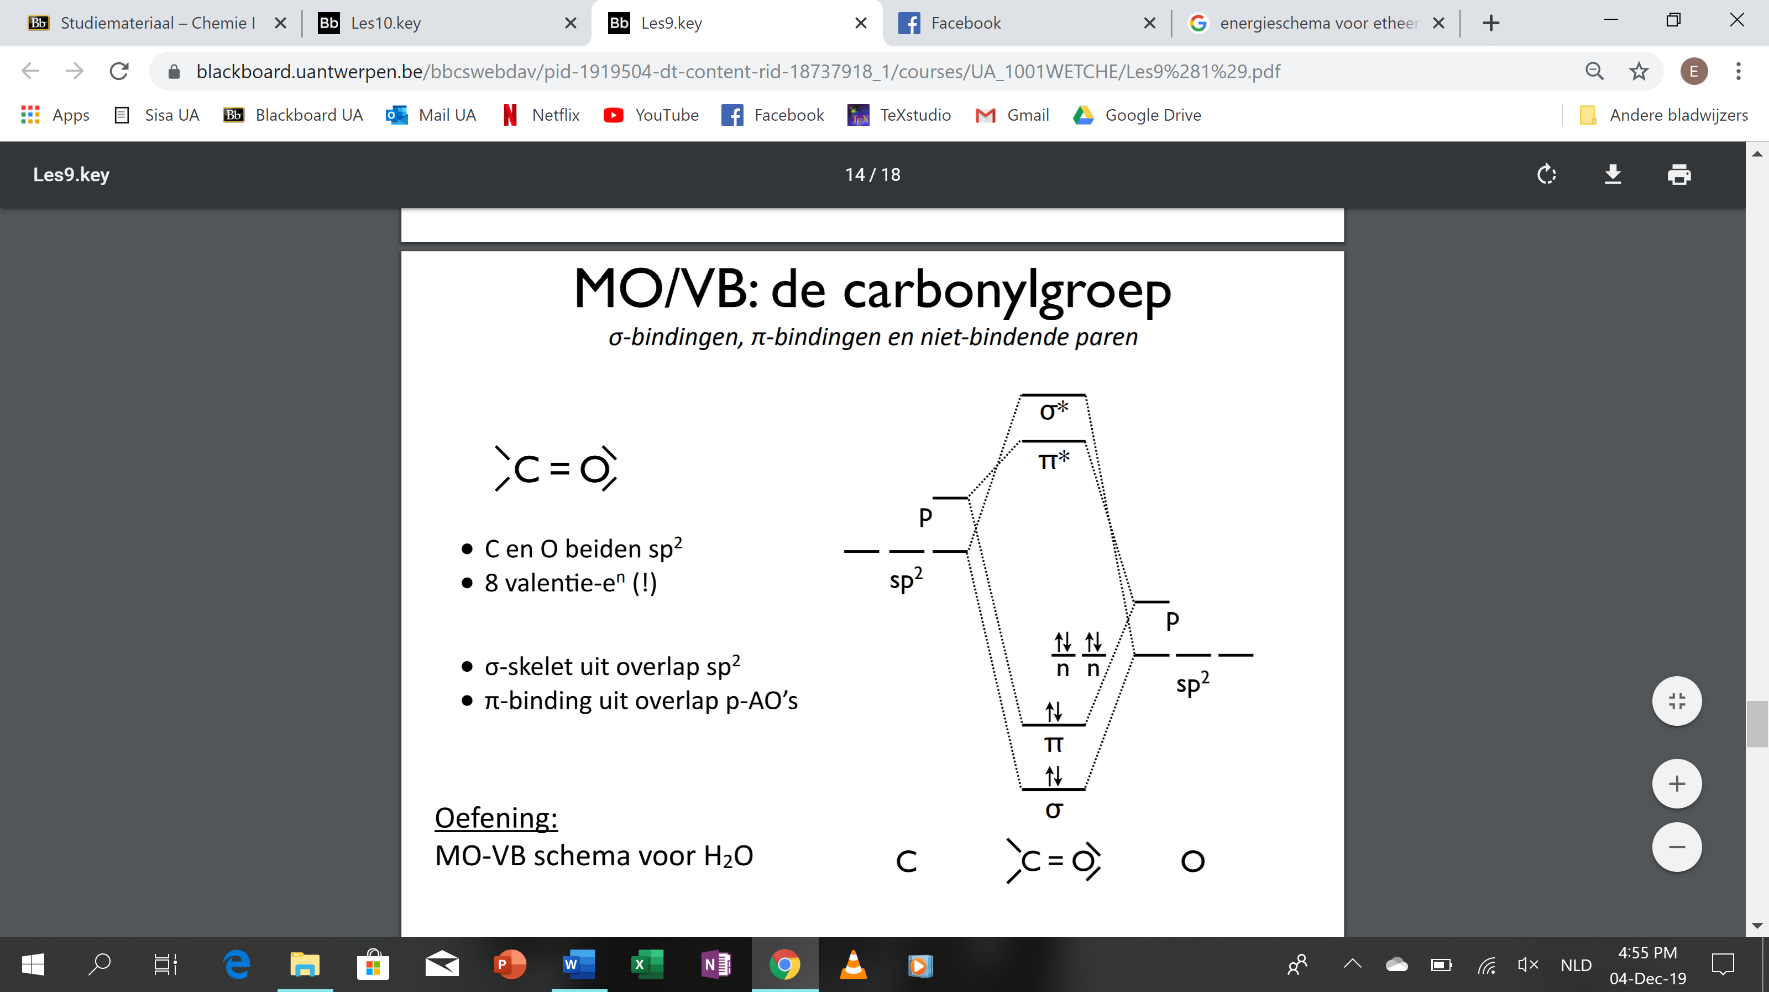 Studiemateriaal – Chemie I
Les10.key
Les9.key
Facebook
energieschema voor etheen
blackboard.uantwerpen.be/bbcswebdav/pid-1919504-dt-content-rid-18737918_1/courses/UA_1001WETCHE/Les9%281%29.pdf
E
Apps
Sisa UA
Blackboard UA
Mail UA
Netflix
YouTube
Facebook
TeXstudio
Gmail
Google Drive
Andere bladwijzers
Les9.key
14 / 18
MO/VB: de carbonylgroep
σ-bindingen, π-bindingen en niet-bindende paren
C = O
• C en O beiden sp²
• 8 valentie-eⁿ (!)
• σ-skelet uit overlap sp²
• π-binding uit overlap p-AO’s
Oefening:
MO-VB schema voor H₂O
σ*
π*
p
sp²
p
n n
sp²
π
σ
C
C = O
O
NLD
4:55 PM
04-Dec-19